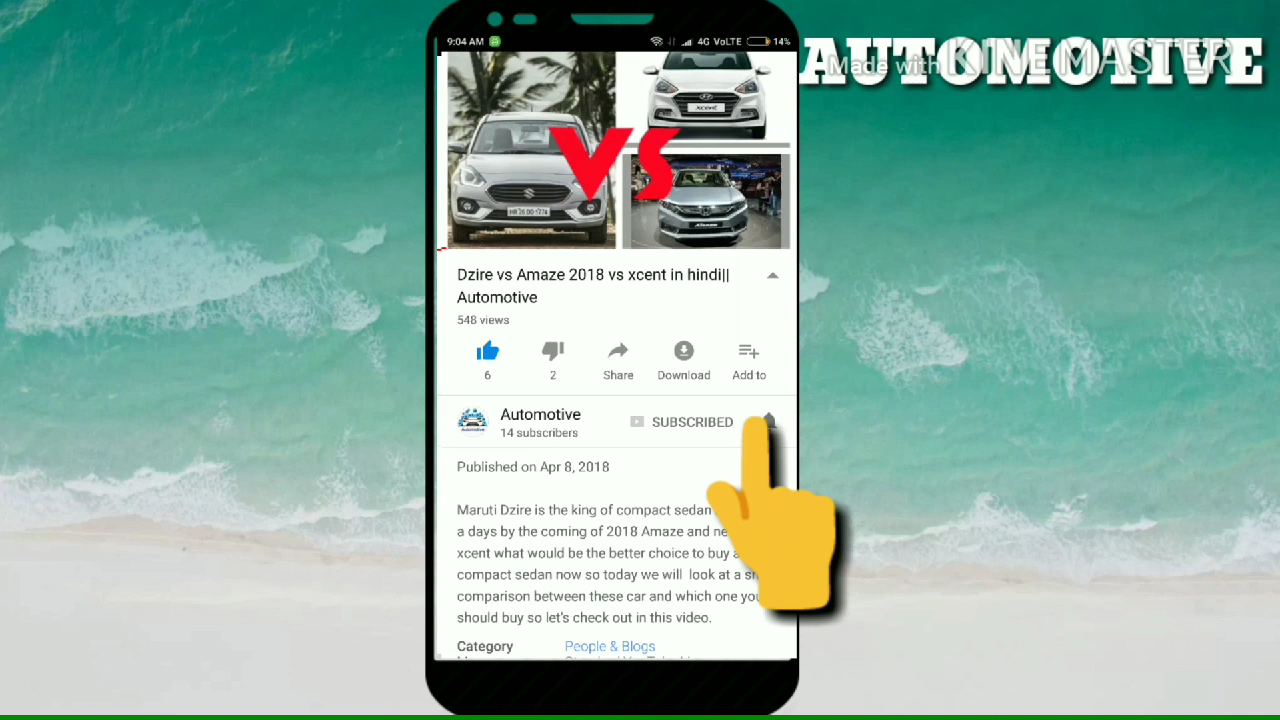 AUTOMOTIVE
Made with KINEMASTER
9:04 AM
4G VoLTE
14%
VS
xcent
Dzire vs Amaze 2018 vs xcent in hindi||
Automotive
548 views
6
2
Share
Download
Add to
Automotive
14 subscribers
SUBSCRIBED
Published on Apr 8, 2018
Maruti Dzire is the king of compact sedan
a days by the coming of 2018 Amaze and
xcent what would be the better choice to buy
compact sedan now so today we will look at a
comparison between these car and which one
should buy so let's check out in this video.
Category
People & Blogs